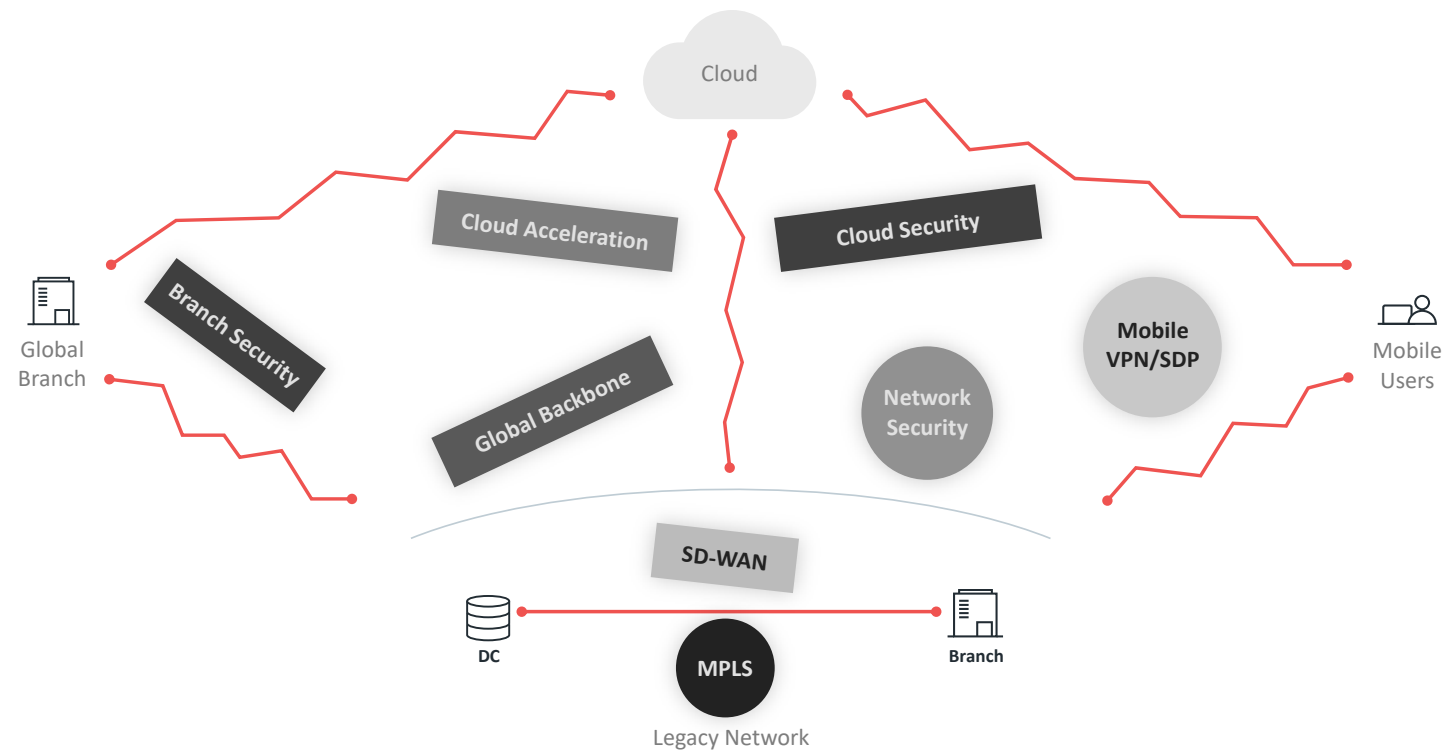 Cloud
Cloud Acceleration
Cloud Security
Branch Security
Global
Branch
Mobile
VPN/SDP
Mobile
Users
Global Backbone
Network
Security
SD-WAN
DC
Branch
MPLS
Legacy Network